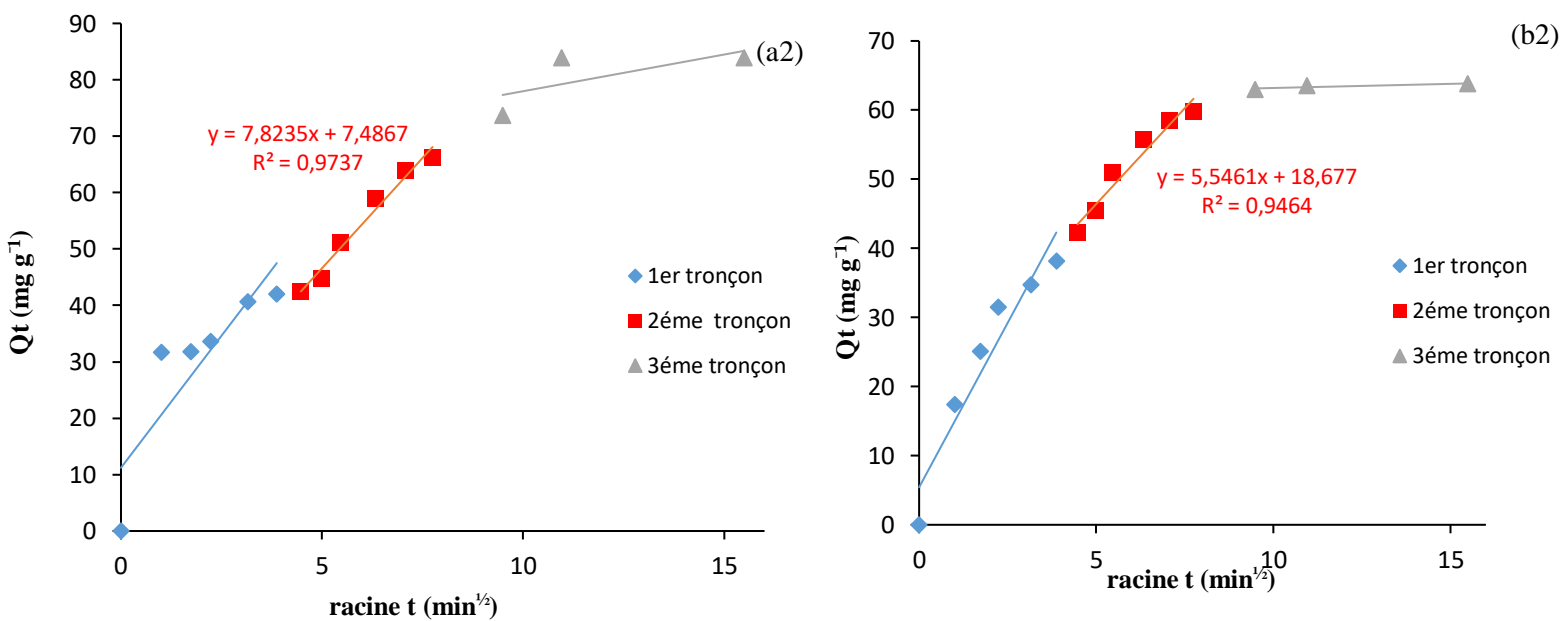 (a2)
90
80
70
60
50
40
30
20
10
0
Qt (mg g⁻¹)
y = 7,8235x + 7,4867
R² = 0,9737
1er tronçon
2éme tronçon
3éme tronçon
0 5 10 15
racine t (min½)
(b2)
70
60
50
40
30
20
10
0
Qt (mg g⁻¹)
y = 5,5461x + 18,677
R² = 0,9464
1er tronçon
2éme tronçon
3éme tronçon
0 5 10 15
racine t (min½)